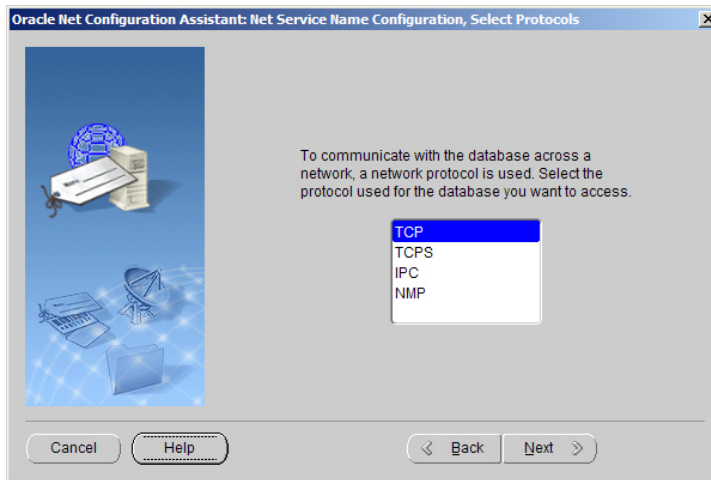 Oracle Net Configuration Assistant: Net Service Name Configuration, Select Protocols
To communicate with the database across a
network, a network protocol is used. Select the
protocol used for the database you want to access.
TCP
TCPS
IPC
NMP
Cancel
Help
Back
Next